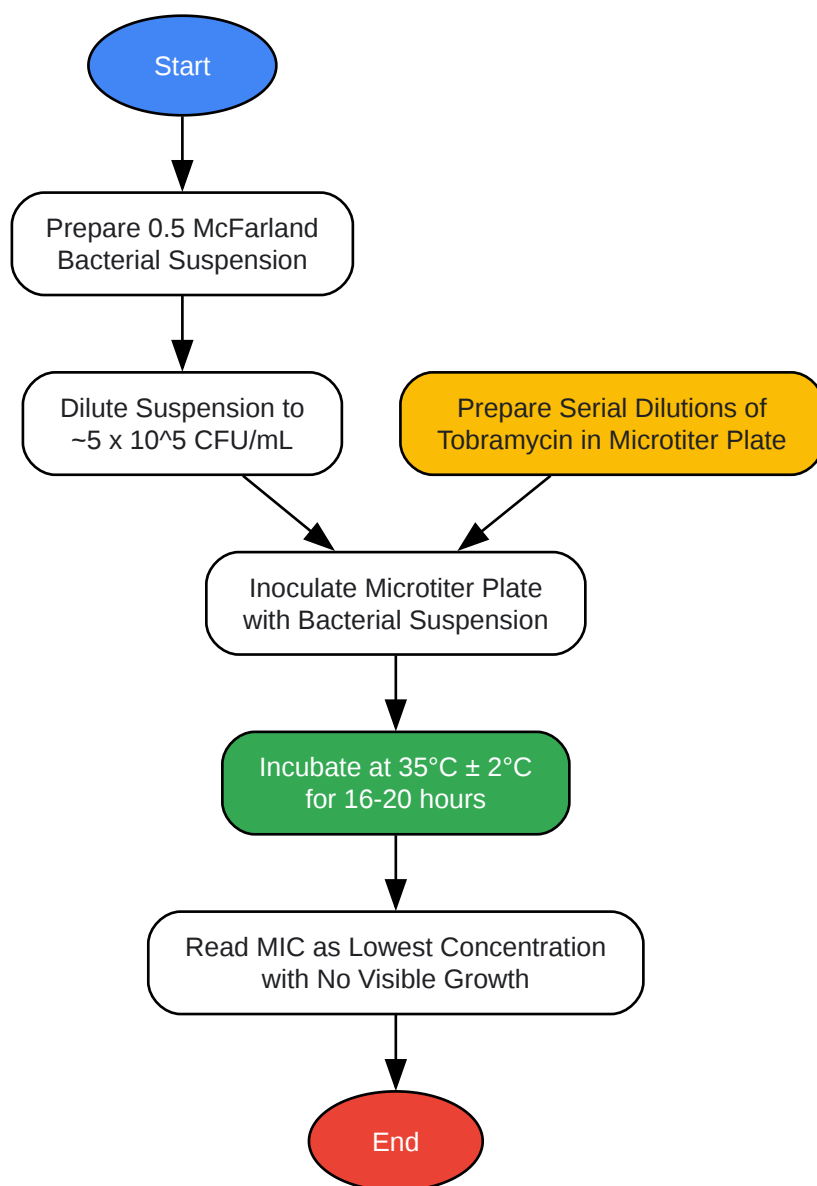 Start
Prepare 0.5 McFarland
Bacterial Suspension
Dilute Suspension to
~5 x 10^5 CFU/mL
Prepare Serial Dilutions of
Tobramycin in Microtiter Plate
Inoculate Microtiter Plate
with Bacterial Suspension
Incubate at 35°C ± 2°C
for 16-20 hours
Read MIC as Lowest Concentration
with No Visible Growth
End